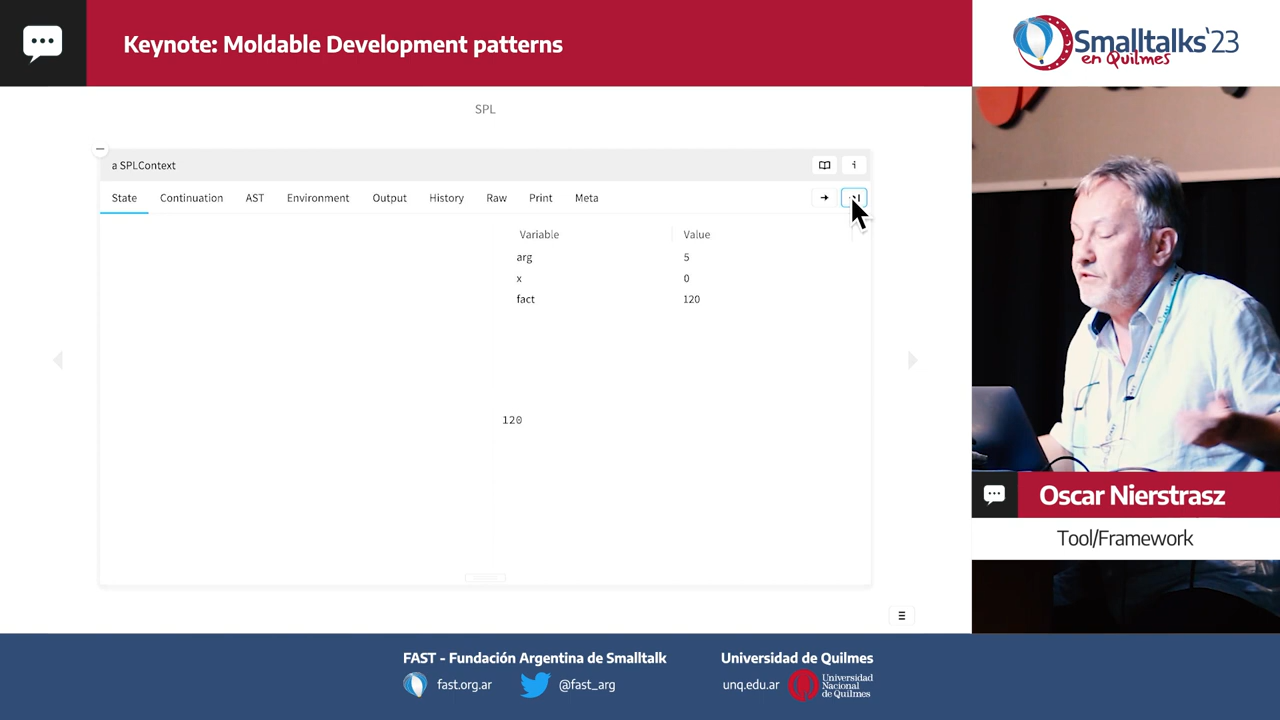 Keynote: Moldable Development patterns
Smalltalks'23
en Quilmes
SPL
a SPLContext
i
State Continuation AST Environment Output History Raw Print Meta
Variable Value
arg 5
x 0
fact 120
120
Oscar Nierstrasz
Tool/Framework
FAST - Fundación Argentina de Smalltalk
fast.org.ar @fast_arg
Universidad de Quilmes
unq.edu.ar
Universidad
Nacional
de Quilmes